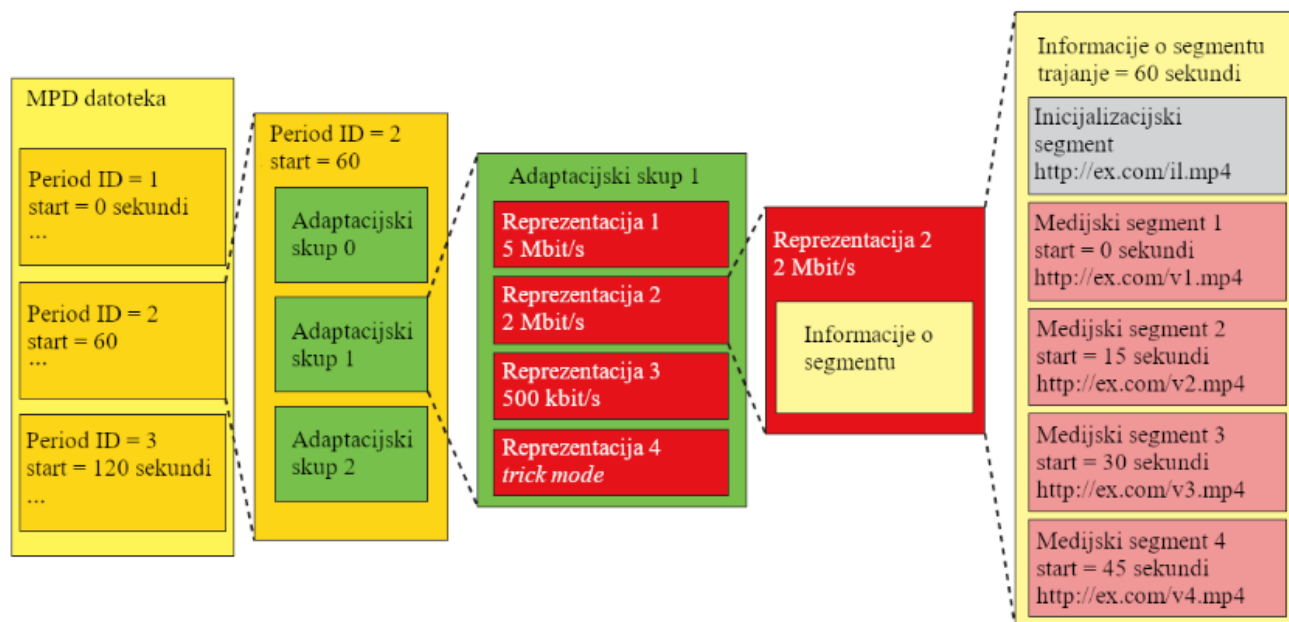 MPD datoteka
Period ID = 1
start = 0 sekundi
...
Period ID = 2
start = 60
...
Period ID = 3
start = 120 sekundi
...
Period ID = 2
start = 60
Adaptacijski
skup 0
Adaptacijski
skup 1
Adaptacijski
skup 2
Adaptacijski skup 1
Reprezentacija 1
5 Mbit/s
Reprezentacija 2
2 Mbit/s
Reprezentacija 3
500 kbit/s
Reprezentacija 4
trick mode
Reprezentacija 2
2 Mbit/s
Informacije o
segmentu
Informacije o segmentu
trajanje = 60 sekundi
Inicijalizacijski
segment
http://ex.com/il.mp4
Medijski segment 1
start = 0 sekundi
http://ex.com/v1.mp4
Medijski segment 2
start = 15 sekundi
http://ex.com/v2.mp4
Medijski segment 3
start = 30 sekundi
http://ex.com/v3.mp4
Medijski segment 4
start = 45 sekundi
http://ex.com/v4.mp4